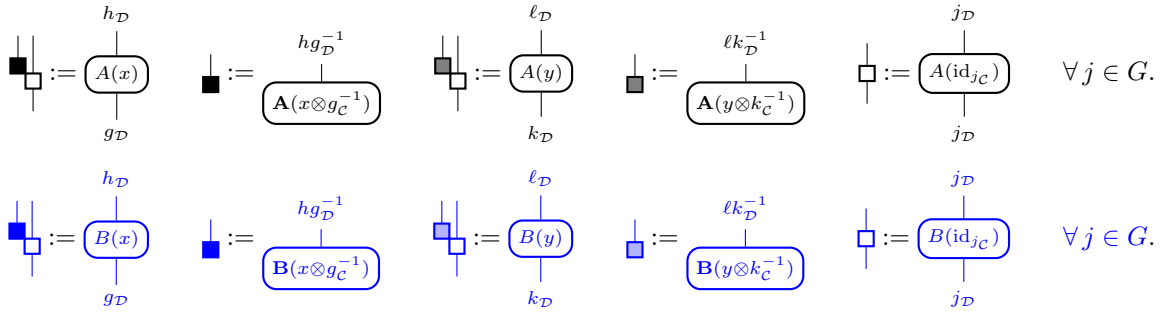 h_𝒟 hg_𝒟^{-1} ℓ_𝒟 ℓk_𝒟^{-1} j_𝒟
:= A(x) := 𝐀(x⊗g_𝒞^{-1}) := A(y) := 𝐀(y⊗k_𝒞^{-1}) := A(id_{j_𝒞}) ∀ j ∈ G.
g_𝒟 k_𝒟 j_𝒟
h_𝒟 hg_𝒟^{-1} ℓ_𝒟 ℓk_𝒟^{-1} j_𝒟
:= B(x) := 𝐁(x⊗g_𝒞^{-1}) := B(y) := 𝐁(y⊗k_𝒞^{-1}) := B(id_{j_𝒞}) ∀ j ∈ G.
g_𝒟 k_𝒟 j_𝒟